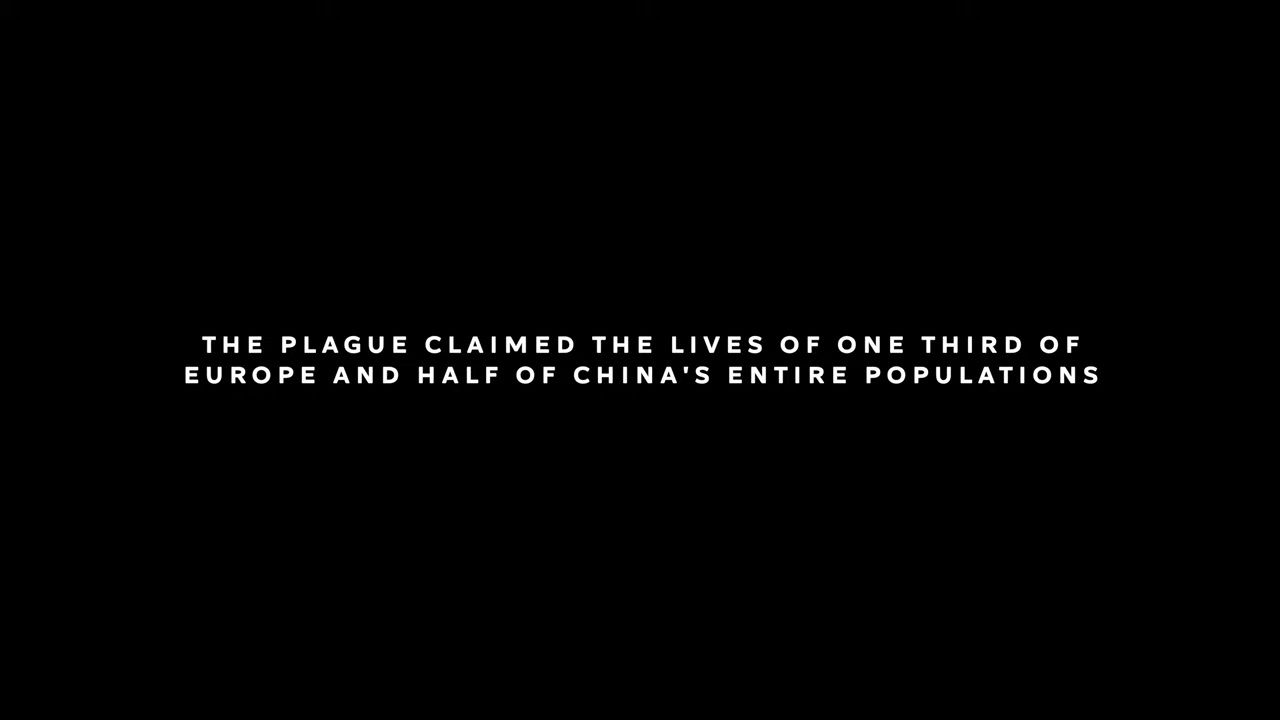 THE PLAGUE CLAIMED THE LIVES OF ONE THIRD OF
EUROPE AND HALF OF CHINA'S ENTIRE POPULATIONS